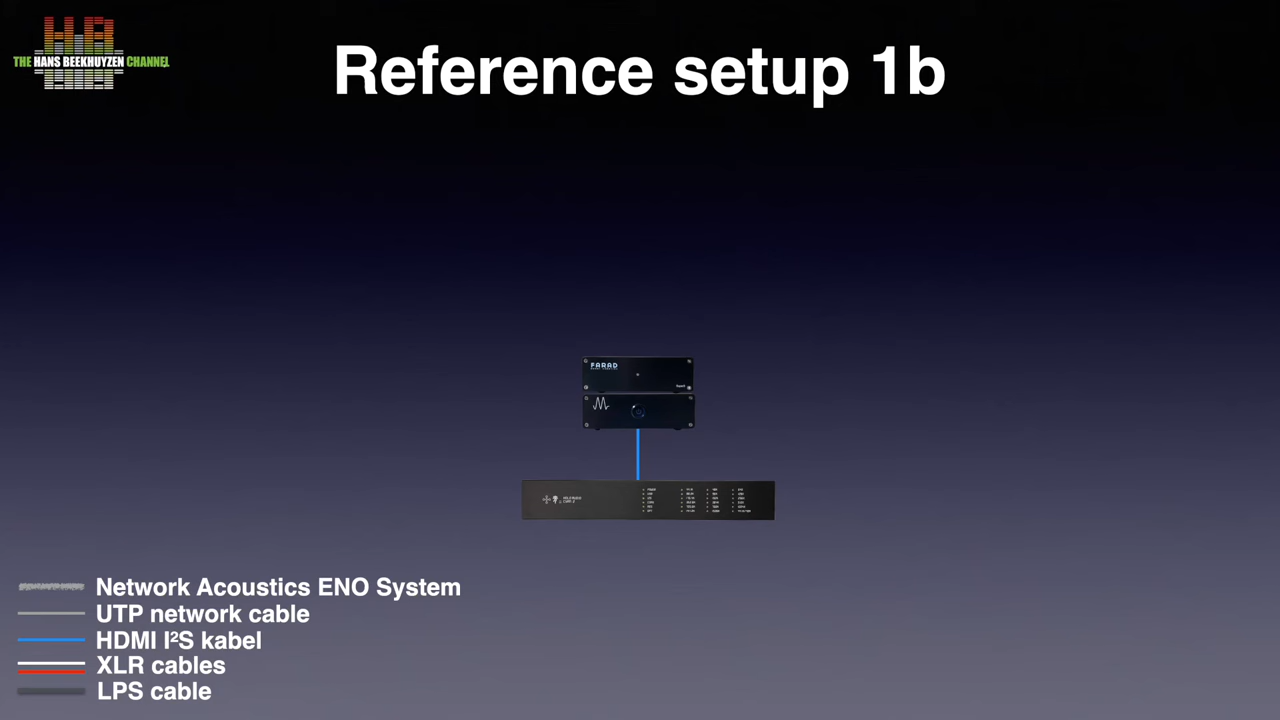 THE HANS BEEKHUYZEN CHANNEL
Reference setup 1b
FARAD
Network Acoustics ENO System
UTP network cable
HDMI I²S kabel
XLR cables
LPS cable